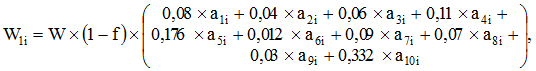 0,08 × a₁ᵢ + 0,04 × a₂ᵢ + 0,06 × a₃ᵢ + 0,11 × a₄ᵢ +
W₁ᵢ = W × (1 − f) × ( 0,176 × a₅ᵢ + 0,012 × a₆ᵢ + 0,09 × a₇ᵢ + 0,07 × a₈ᵢ + ),
0,03 × a₉ᵢ + 0,332 × a₁₀ᵢ